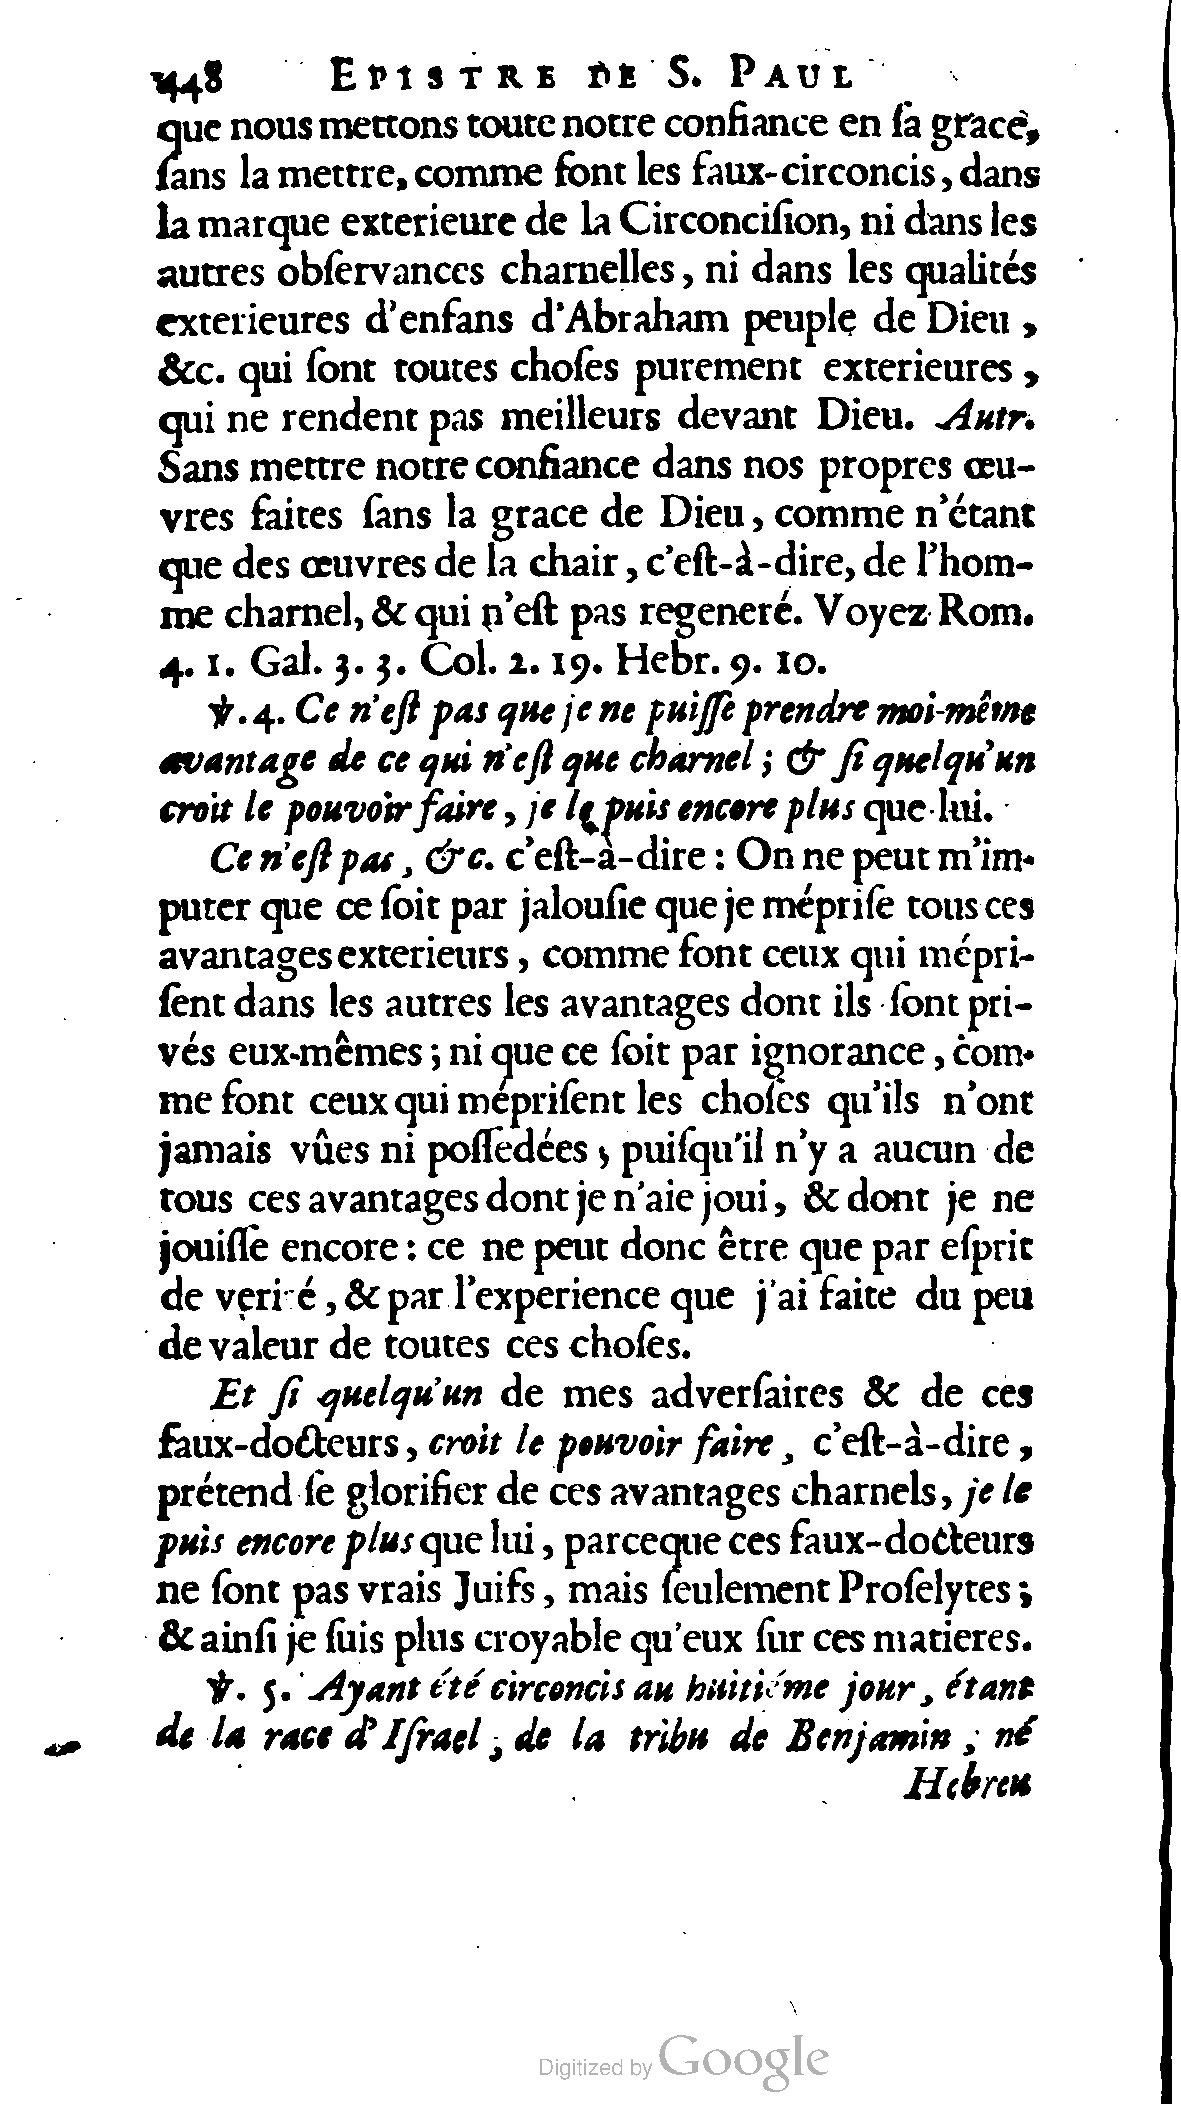 448 EPISTRE DE S. PAUL
que nous mettons toute notre confiance en ſa grace,
ſans la mettre, comme font les faux-circoncis, dans
la marque exterieure de la Circonciſion, ni dans les
autres obſervances charnelles, ni dans les qualités
exterieures d'enfans d'Abraham peuple de Dieu,
&c. qui ſont toutes choſes purement exterieures,
qui ne rendent pas meilleurs devant Dieu. Autr.
Sans mettre notre confiance dans nos propres œu-
vres faites ſans la grace de Dieu, comme n'étant
que des œuvres de la chair, c'eſt-à-dire, de l'hom-
me charnel, & qui n'eſt pas regeneré. Voyez Rom.
4. 1. Gal. 3. 3. Col. 2. 19. Hebr. 9. 10.
℣. 4. Ce n'eſt pas que je ne puiſſe prendre moi-même
avantage de ce qui n'eſt que charnel; & ſi quelqu'un
croit le pouvoir faire, je le puis encore plus que lui.
Ce n'eſt pas, &c. c'eſt-à-dire: On ne peut m'im-
puter que ce ſoit par jalouſie que je mépriſe tous ces
avantages exterieurs, comme font ceux qui mépri-
ſent dans les autres les avantages dont ils ſont pri-
vés eux-mêmes; ni que ce ſoit par ignorance, com-
me font ceux qui mépriſent les choſes qu'ils n'ont
jamais vûes ni poſſedées; puiſqu'il n'y a aucun de
tous ces avantages dont je n'aie joui, & dont je ne
jouiſſe encore: ce ne peut donc être que par eſprit
de verité, & par l'experience que j'ai faite du peu
de valeur de toutes ces choſes.
Et ſi quelqu'un de mes adverſaires & de ces
faux-docteurs, croit le pouvoir faire, c'eſt-à-dire,
prétend ſe glorifier de ces avantages charnels, je le
puis encore plus que lui, parceque ces faux-docteurs
ne ſont pas vrais Juifs, mais ſeulement Proſelytes;
& ainſi je ſuis plus croyable qu'eux ſur ces matieres.
℣. 5. Ayant été circoncis au huitiéme jour, étant
de la race d'Iſrael, de la tribu de Benjamin, né
Hebreu
Digitized by Google